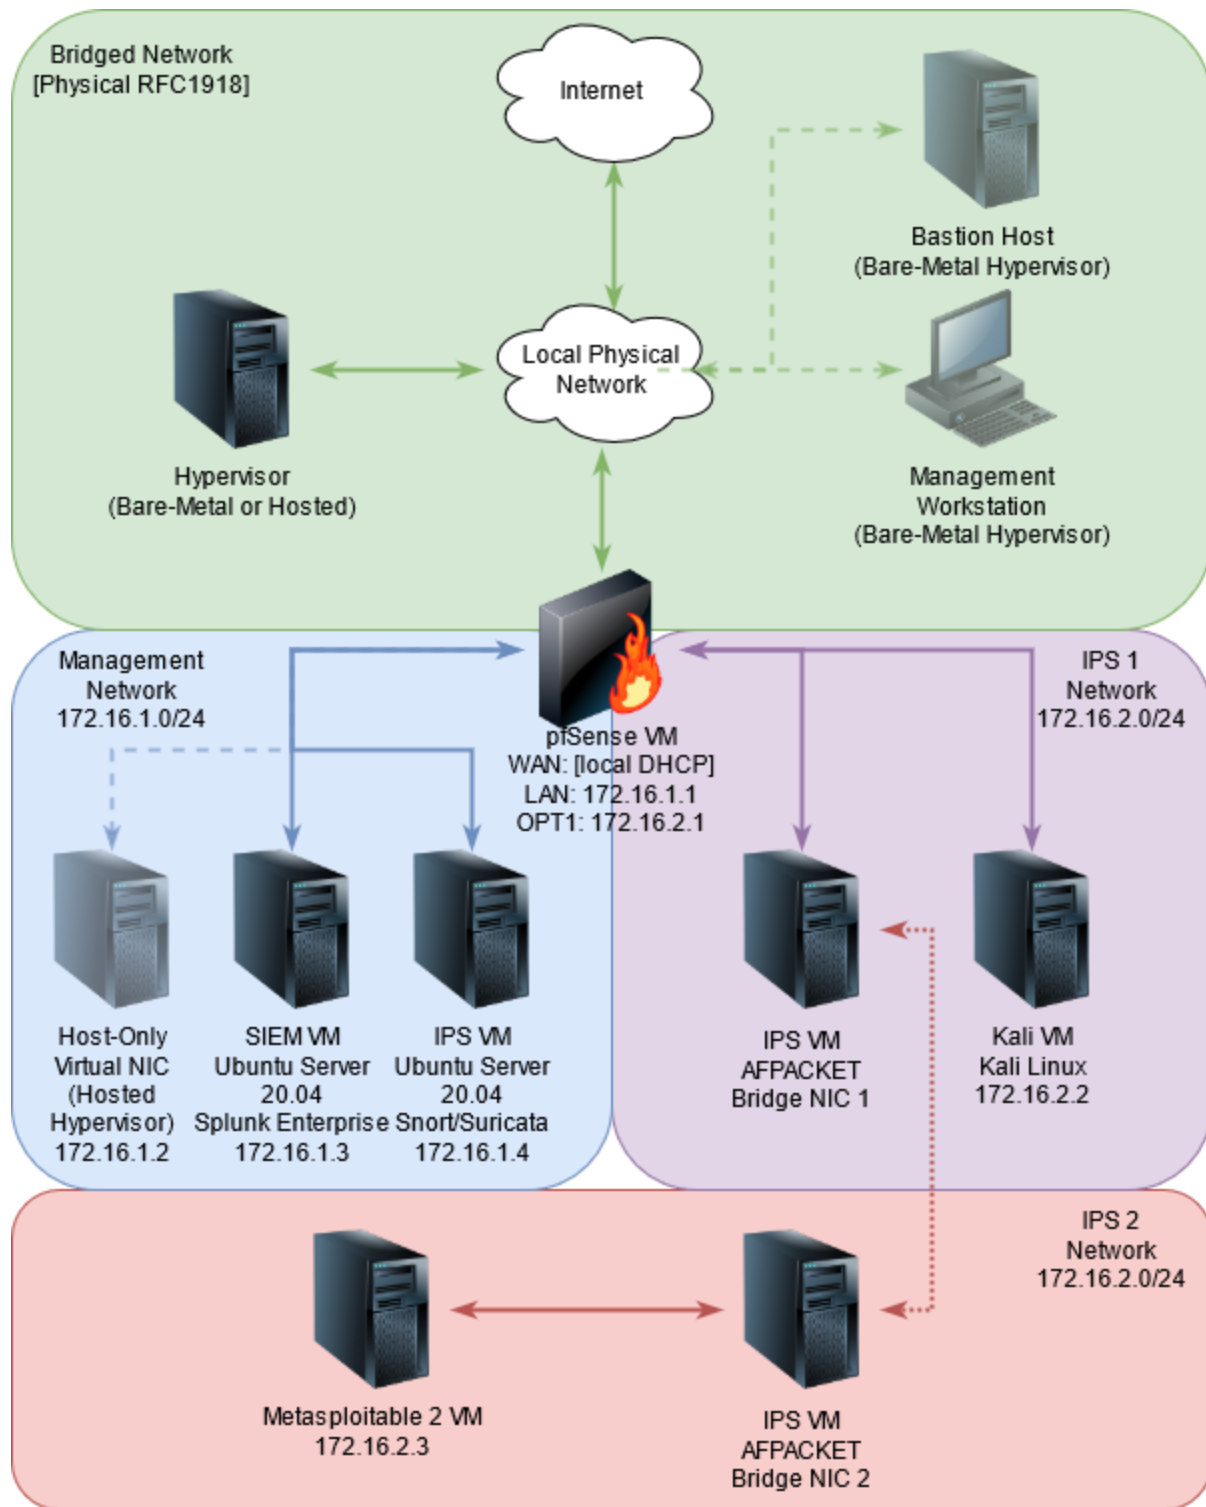 Bridged Network
[Physical RFC1918]
Internet
Bastion Host
(Bare-Metal Hypervisor)
Local Physical
Network
Hypervisor
(Bare-Metal or Hosted)
Management
Workstation
(Bare-Metal Hypervisor)
Management
Network
172.16.1.0/24
IPS 1
Network
172.16.2.0/24
pfSense VM
WAN: [local DHCP]
LAN: 172.16.1.1
OPT1: 172.16.2.1
Host-Only
Virtual NIC
(Hosted
Hypervisor)
172.16.1.2
SIEM VM
Ubuntu Server
20.04
Splunk Enterprise
172.16.1.3
IPS VM
Ubuntu Server
20.04
Snort/Suricata
172.16.1.4
IPS VM
AFPACKET
Bridge NIC 1
Kali VM
Kali Linux
172.16.2.2
IPS 2
Network
172.16.2.0/24
Metasploitable 2 VM
172.16.2.3
IPS VM
AFPACKET
Bridge NIC 2